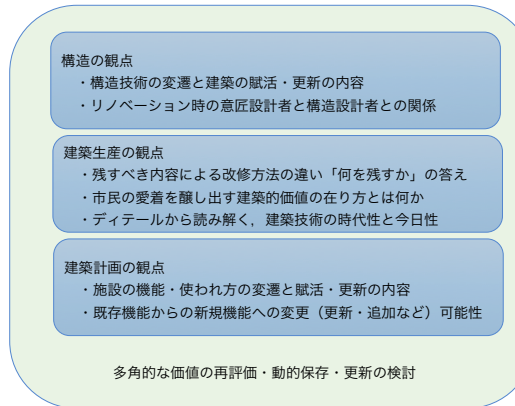 構造の観点
・構造技術の変遷と建築の賦活・更新の内容
・リノベーション時の意匠設計者と構造設計者との関係
建築生産の観点
・残すべき内容による改修方法の違い「何を残すか」の答え
・市民の愛着を醸し出す建築的価値の在り方とは何か
・ディテールから読み解く，建築技術の時代性と今日性
建築計画の観点
・施設の機能・使われ方の変遷と賦活・更新の内容
・既存機能からの新規機能への変更（更新・追加など）可能性
多角的な価値の再評価・動的保存・更新の検討